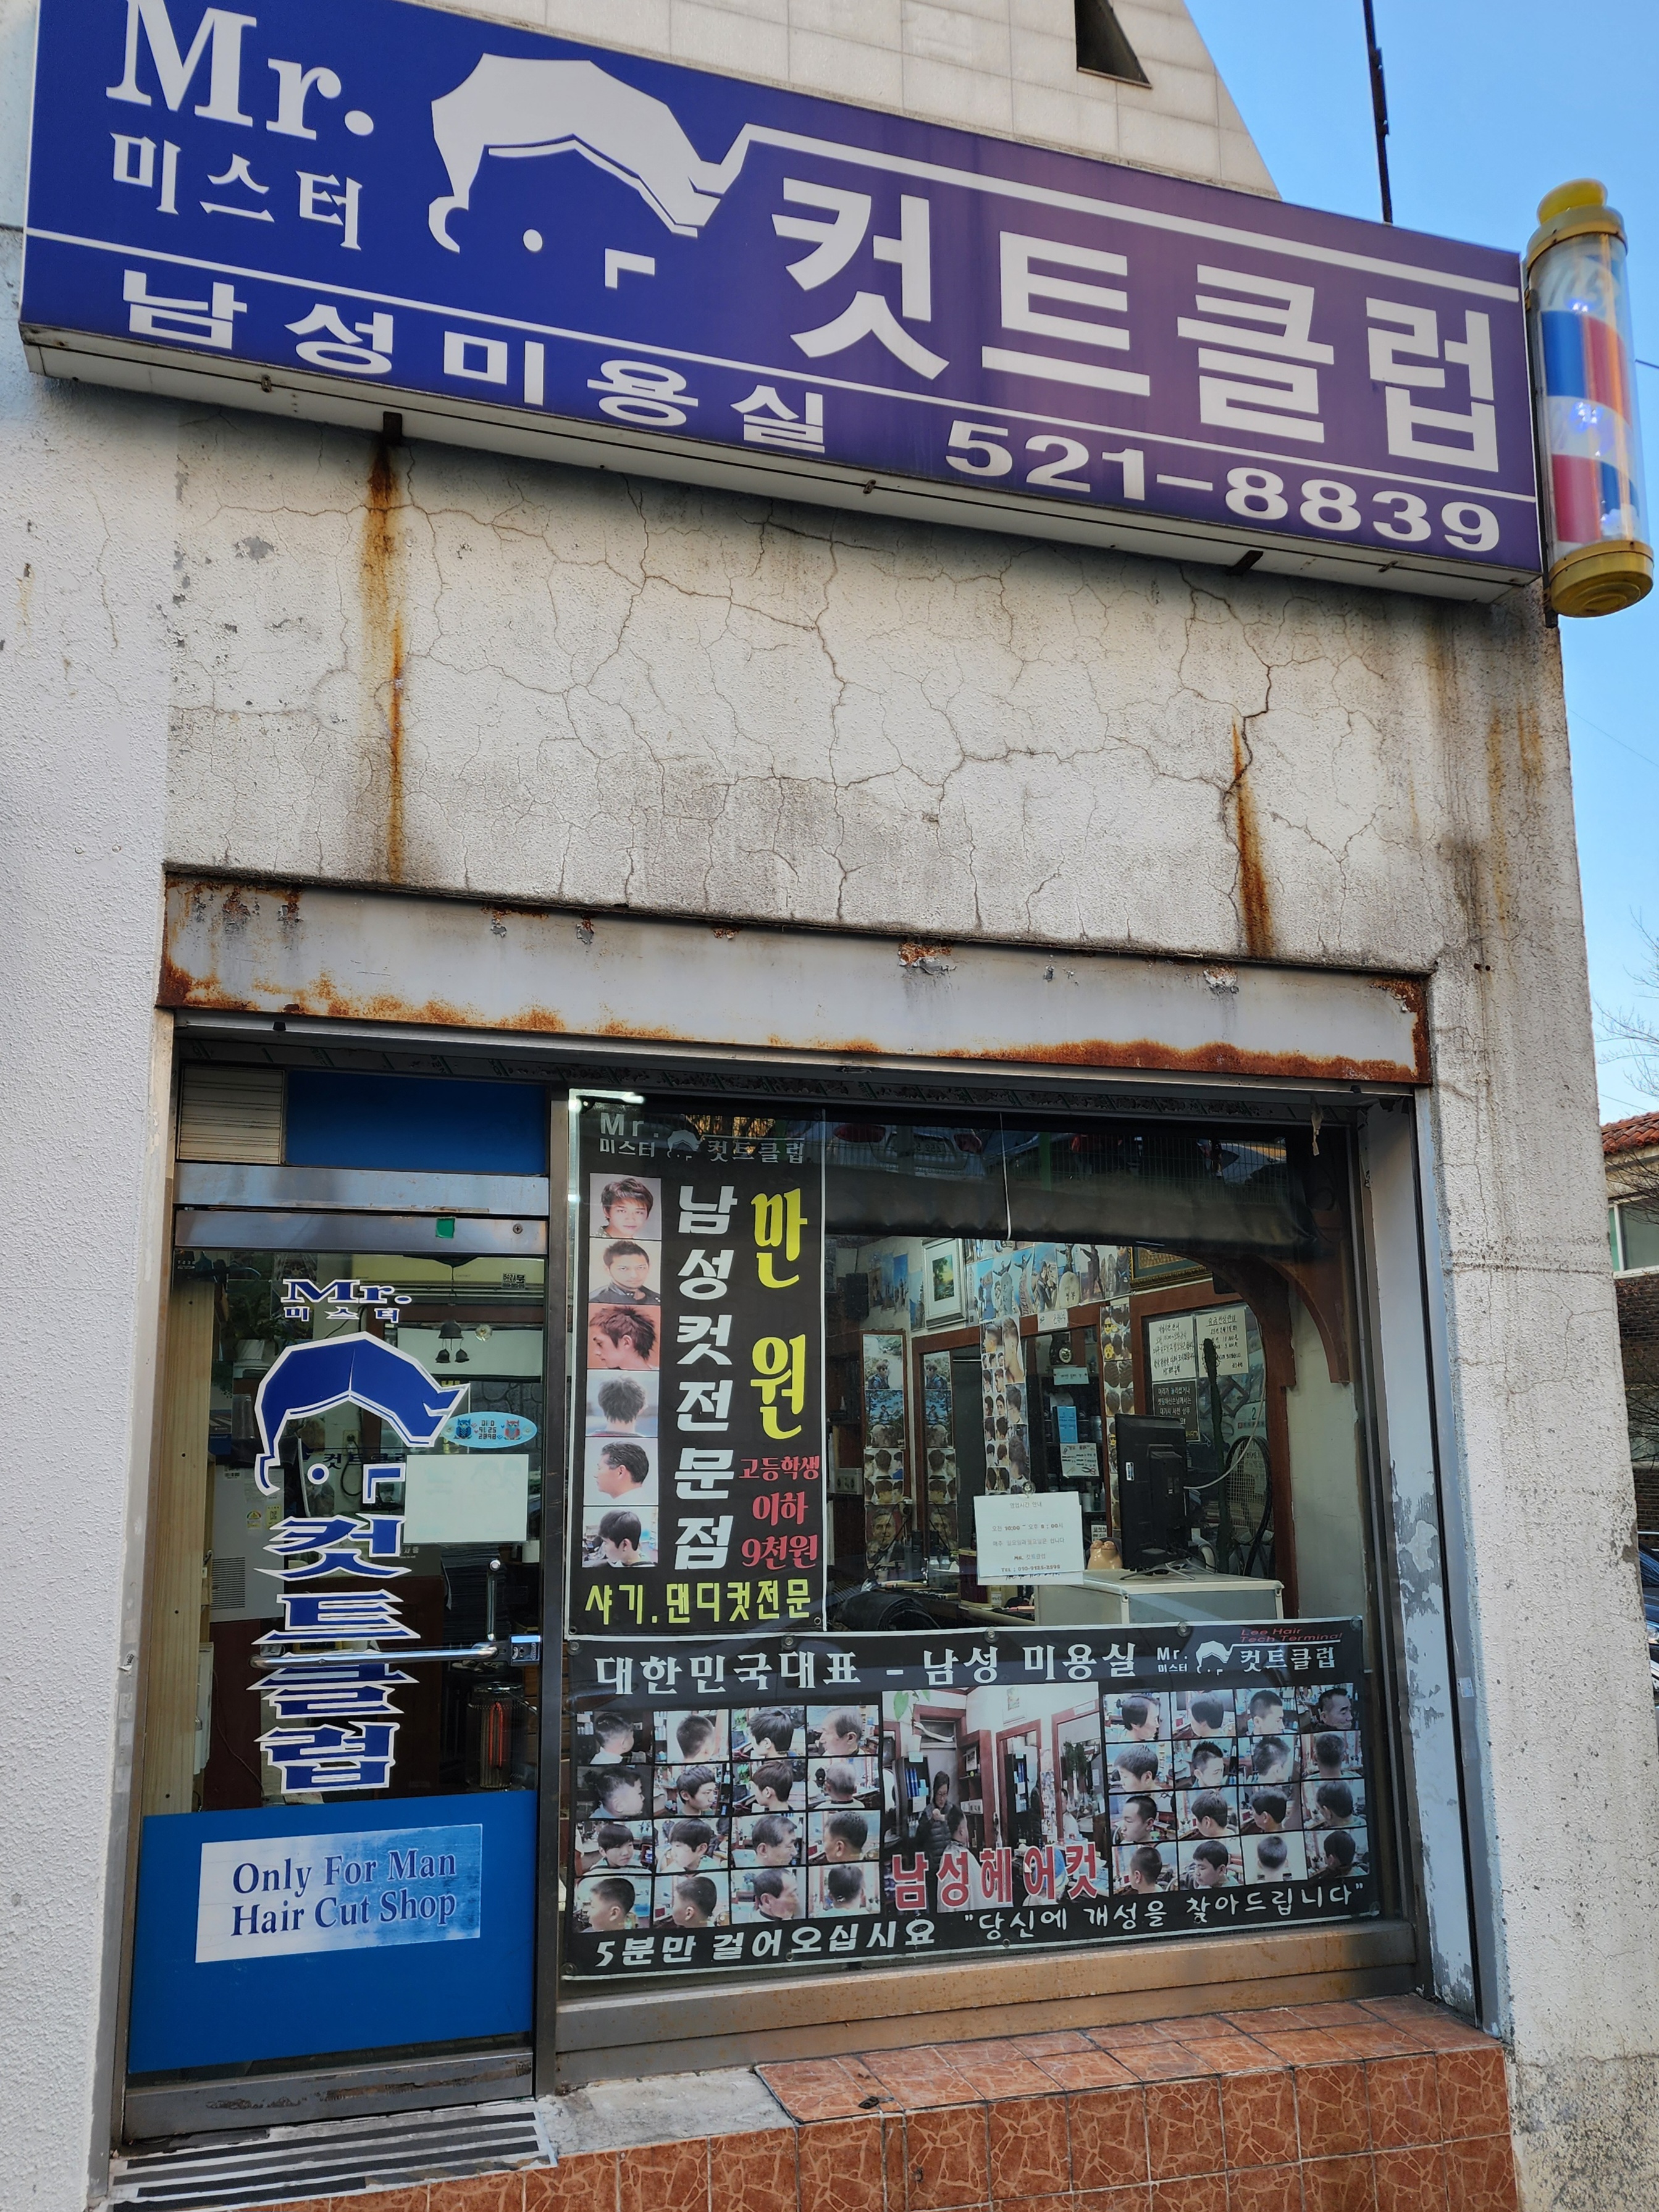 Mr.
미스터
컷트클럽
남성미용실 521-8839
Mr.
미스터 컷트클럽
남성컷전문점
만원
고등학생
이하
9천원
샤기.댄디컷전문
Mr.
미스터
컷트클럽
Only For Man
Hair Cut Shop
Lee Hair
Tech Terminal
대한민국대표 - 남성 미용실 Mr. 미스터 컷트클럽
남성헤어컷
5분만 걸어오십시요 "당신에 개성을 찾아드립니다"